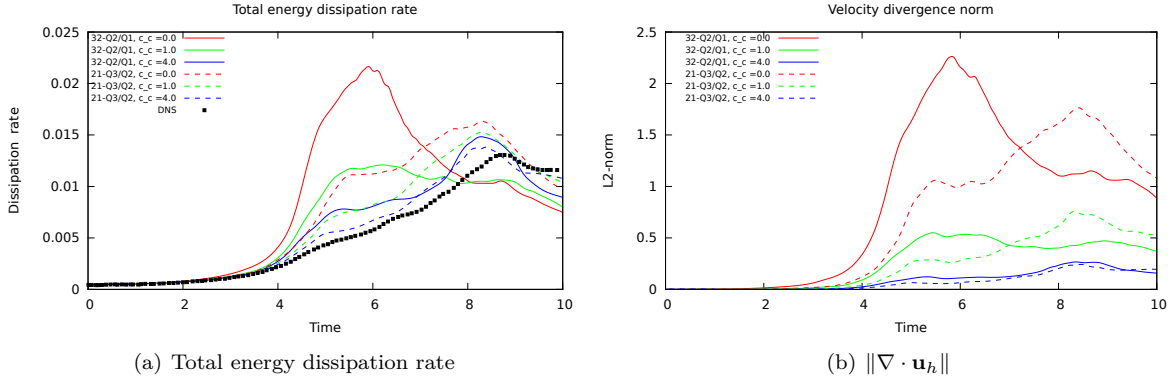 Total energy dissipation rate
32-Q2/Q1, c_c =0.0
32-Q2/Q1, c_c =1.0
32-Q2/Q1, c_c =4.0
21-Q3/Q2, c_c =0.0
21-Q3/Q2, c_c =1.0
21-Q3/Q2, c_c =4.0
DNS
0.025
0.02
0.015
0.01
0.005
0
Dissipation rate
0 2 4 6 8 10
Time
(a) Total energy dissipation rate
Velocity divergence norm
32-Q2/Q1, c_c =0.0
32-Q2/Q1, c_c =1.0
32-Q2/Q1, c_c =4.0
21-Q3/Q2, c_c =0.0
21-Q3/Q2, c_c =1.0
21-Q3/Q2, c_c =4.0
2.5
2
1.5
1
0.5
0
L2-norm
0 2 4 6 8 10
Time
(b) ‖∇ · u_h‖